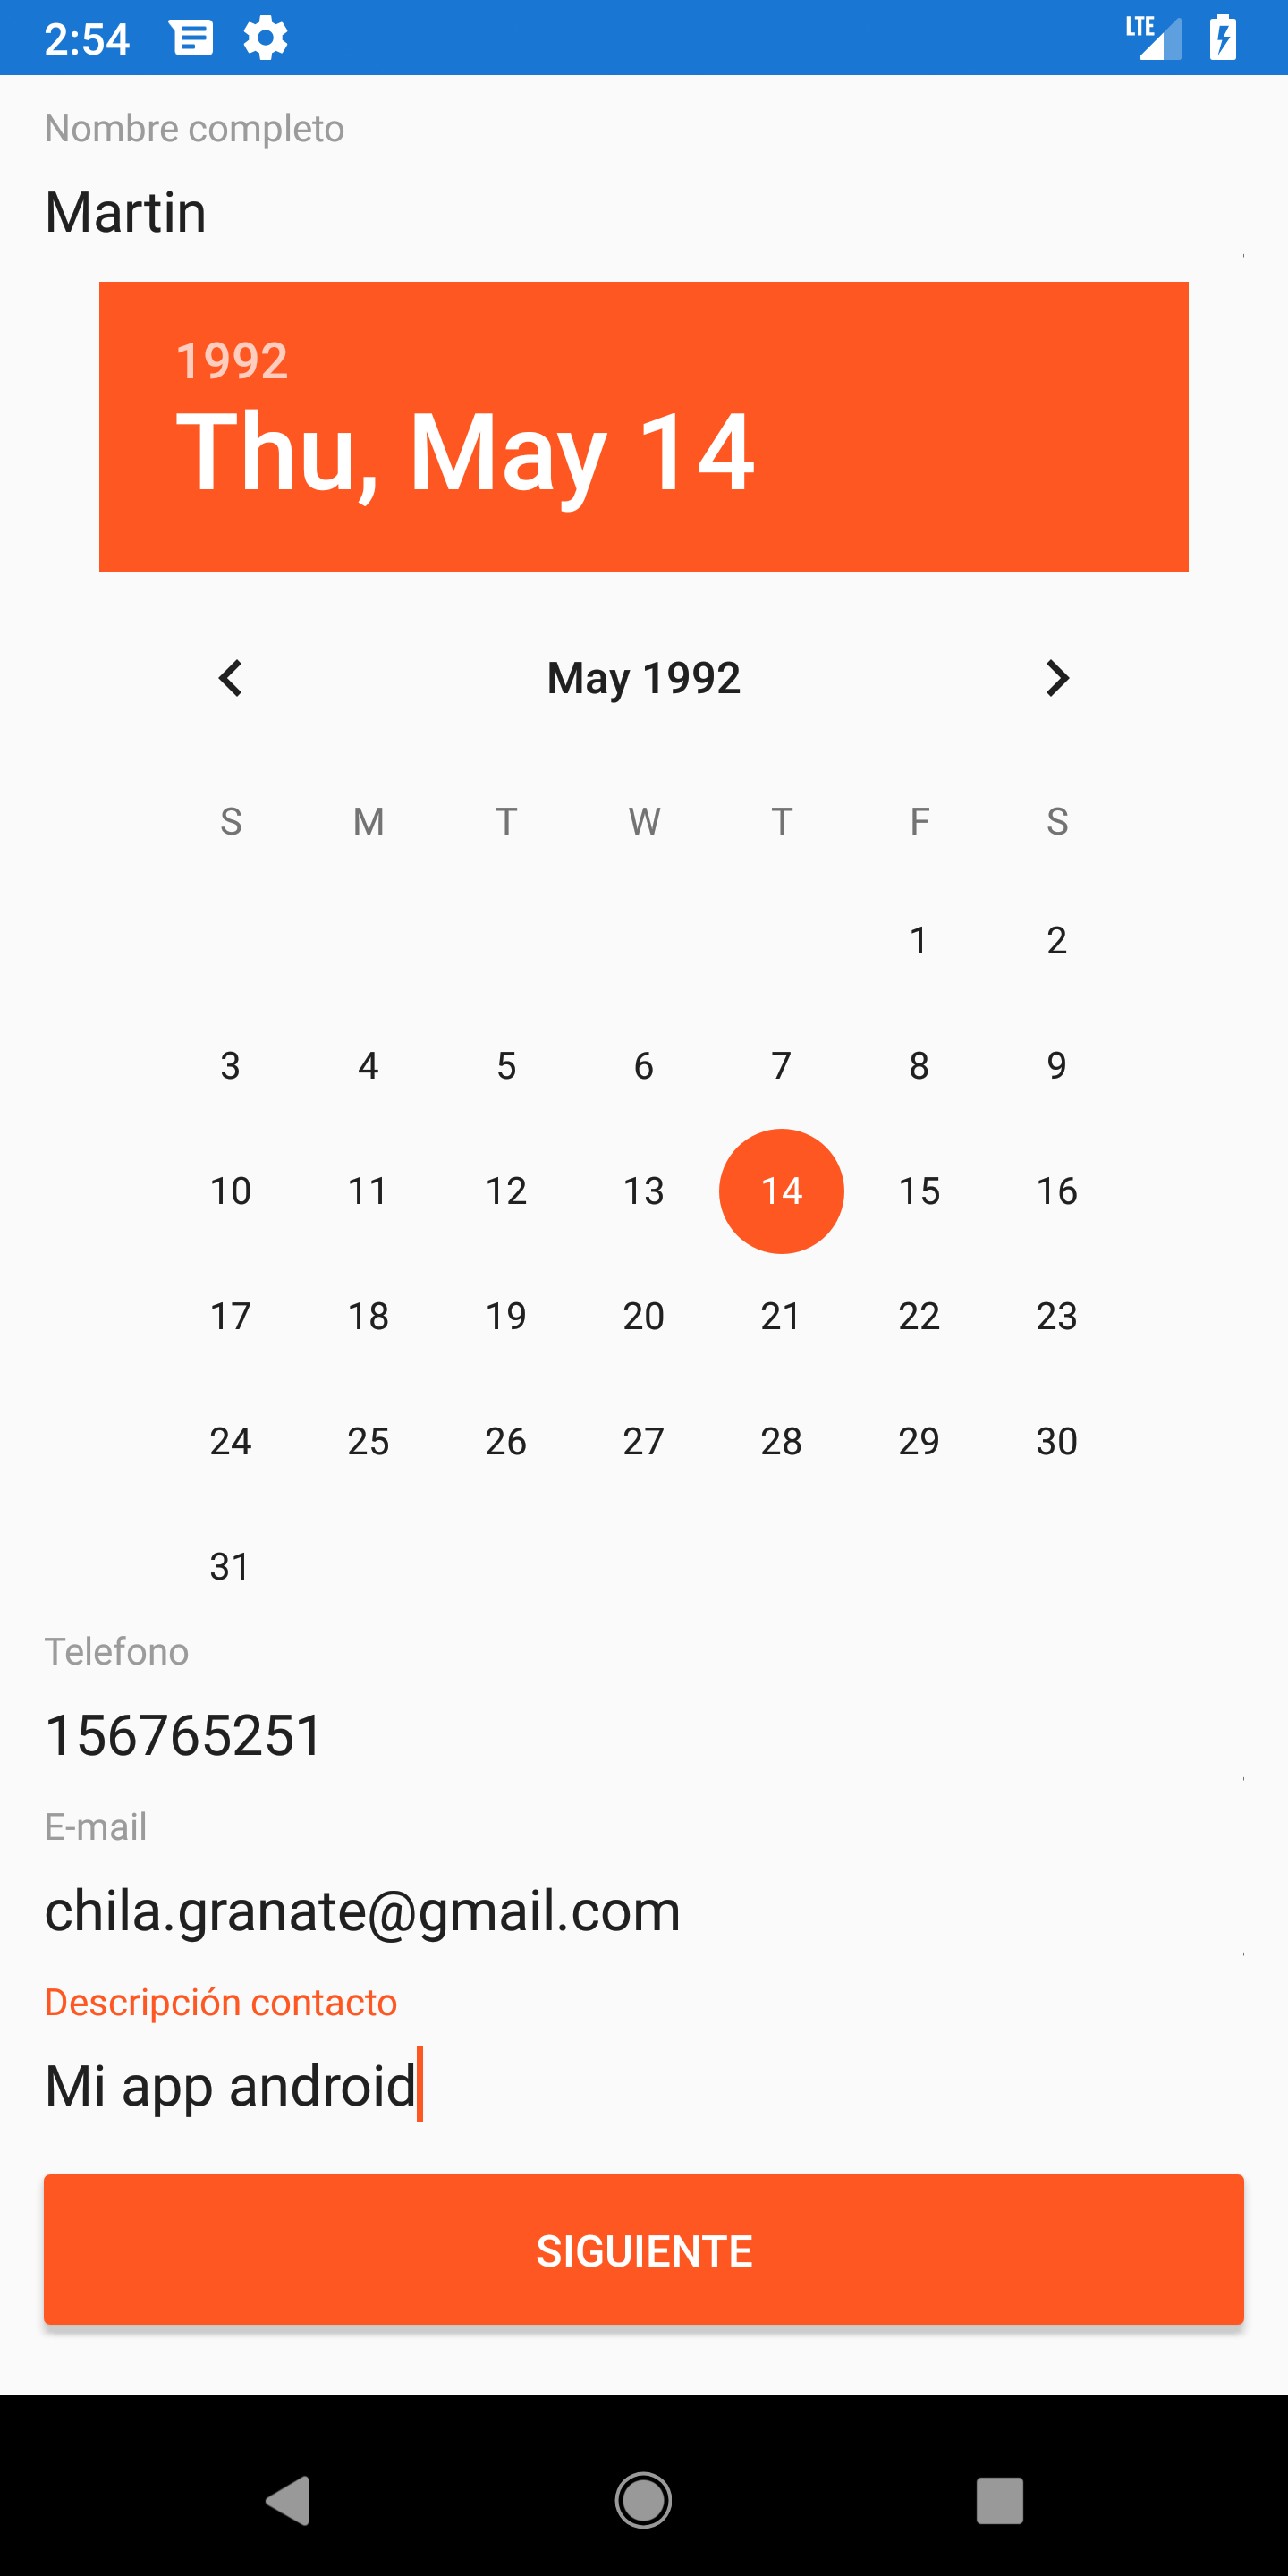 2:54 LTE
Nombre completo
Martin
1992
Thu, May 14
May 1992
S M T W T F S
1 2
3 4 5 6 7 8 9
10 11 12 13 14 15 16
17 18 19 20 21 22 23
24 25 26 27 28 29 30
31
Telefono
156765251
E-mail
chila.granate@gmail.com
Descripción contacto
Mi app android
SIGUIENTE